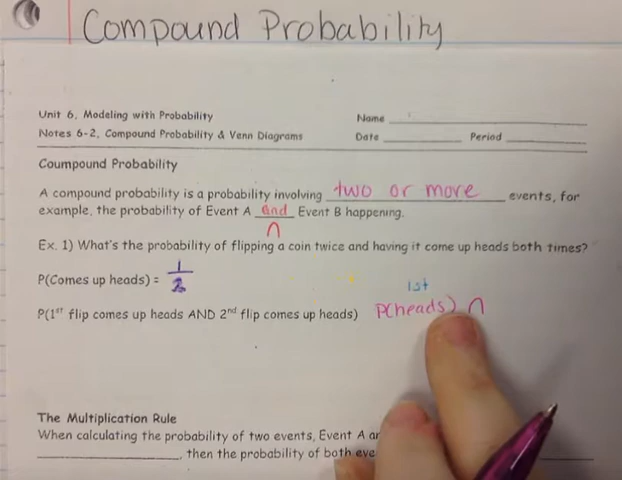 Compound Probability
Unit 6, Modeling with Probability Name
Notes 6-2, Compound Probability & Venn Diagrams Date Period
Coumpound Probability
A compound probability is a probability involving two or more events, for
example, the probability of Event A and Event B happening.
∩
Ex. 1) What's the probability of flipping a coin twice and having it come up heads both times?
P(Comes up heads) = 1/2
1st
P(1st flip comes up heads AND 2nd flip comes up heads) P(heads) ∩
The Multiplication Rule
When calculating the probability of two events, Event A
, then the probability of both